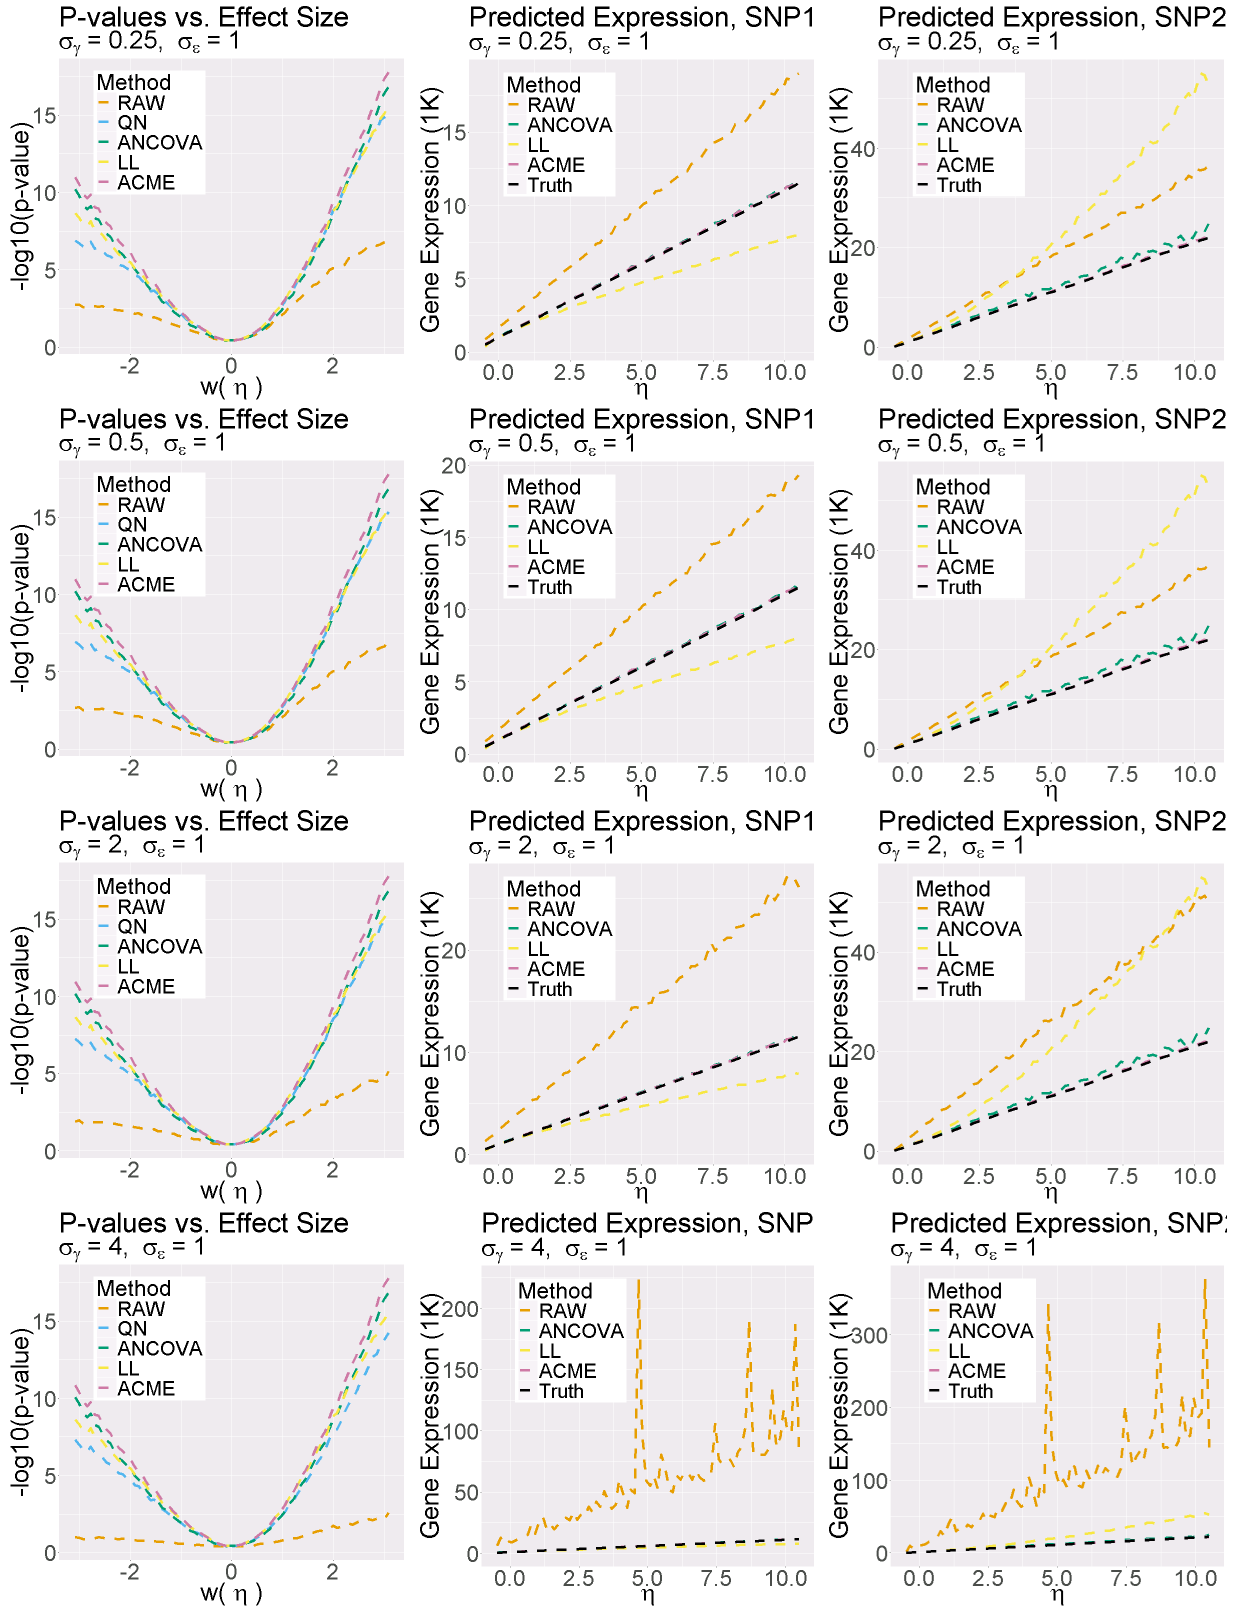 P-values vs. Effect Size
σγ = 0.25, σε = 1
-log10(p-value)
15
10
5
0
Method
RAW
QN
ANCOVA
LL
ACME
-2
0
2
w( η )
Predicted Expression, SNP1
σγ = 0.25, σε = 1
Gene Expression (1K)
15
10
5
0
Method
RAW
ANCOVA
LL
ACME
Truth
0.0
2.5
5.0
7.5
10.0
η
Predicted Expression, SNP2
σγ = 0.25, σε = 1
Gene Expression (1K)
40
20
0
Method
RAW
ANCOVA
LL
ACME
Truth
0.0
2.5
5.0
7.5
10.0
η
P-values vs. Effect Size
σγ = 0.5, σε = 1
-log10(p-value)
15
10
5
0
Method
RAW
QN
ANCOVA
LL
ACME
-2
0
2
w( η )
Predicted Expression, SNP1
σγ = 0.5, σε = 1
Gene Expression (1K)
20
15
10
5
0
Method
RAW
ANCOVA
LL
ACME
Truth
0.0
2.5
5.0
7.5
10.0
η
Predicted Expression, SNP2
σγ = 0.5, σε = 1
Gene Expression (1K)
40
20
0
Method
RAW
ANCOVA
LL
ACME
Truth
0.0
2.5
5.0
7.5
10.0
η
P-values vs. Effect Size
σγ = 2, σε = 1
-log10(p-value)
15
10
5
0
Method
RAW
QN
ANCOVA
LL
ACME
-2
0
2
w( η )
Predicted Expression, SNP1
σγ = 2, σε = 1
Gene Expression (1K)
20
10
0
Method
RAW
ANCOVA
LL
ACME
Truth
0.0
2.5
5.0
7.5
10.0
η
Predicted Expression, SNP2
σγ = 2, σε = 1
Gene Expression (1K)
40
20
0
Method
RAW
ANCOVA
LL
ACME
Truth
0.0
2.5
5.0
7.5
10.0
η
P-values vs. Effect Size
σγ = 4, σε = 1
-log10(p-value)
15
10
5
0
Method
RAW
QN
ANCOVA
LL
ACME
-2
0
2
w( η )
Predicted Expression, SNP
σγ = 4, σε = 1
Gene Expression (1K)
200
150
100
50
0
Method
RAW
ANCOVA
LL
ACME
Truth
0.0
2.5
5.0
7.5
10.0
η
Predicted Expression, SNP2
σγ = 4, σε = 1
Gene Expression (1K)
300
200
100
0
Method
RAW
ANCOVA
LL
ACME
Truth
0.0
2.5
5.0
7.5
10.0
η